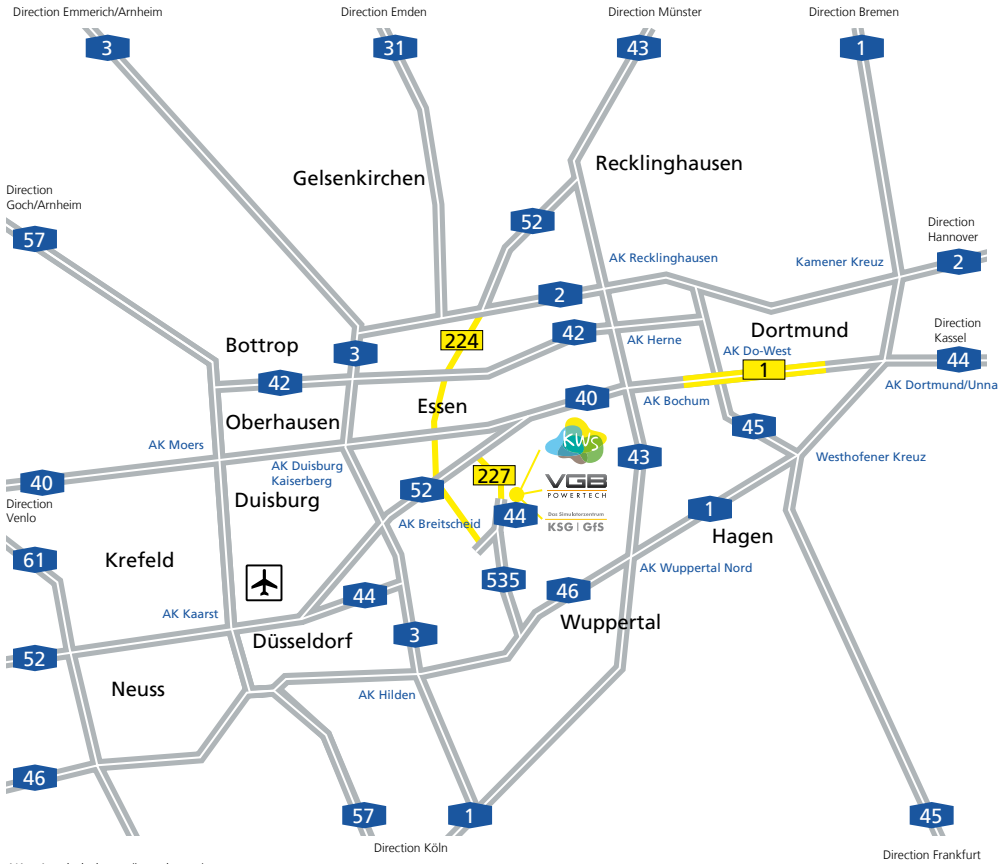 Direction Emmerich/Arnheim
Direction Emden
Direction Münster
Direction Bremen
3
31
43
1
Recklinghausen
Gelsenkirchen
Direction
Goch/Arnheim
57
52
Direction
Hannover
2
AK Recklinghausen
Kamener Kreuz
2
224
42
AK Herne
Dortmund
Direction
Kassel
44
Bottrop
3
AK Do-West
1
42
AK Dortmund/Unna
40
AK Bochum
Essen
Oberhausen
45
AK Moers
KWS
43
Westhofener Kreuz
AK Duisburg
Kaiserberg
227
40
52
VGB
POWERTECH
Duisburg
Direction
Venlo
44
Das Simulatorzentrum
KSG | GfS
1
AK Breitscheid
Hagen
61
Krefeld
535
AK Wuppertal Nord
46
44
AK Kaarst
Wuppertal
3
Düsseldorf
52
Neuss
AK Hilden
46
57
1
45
Direction Köln
Direction Frankfurt